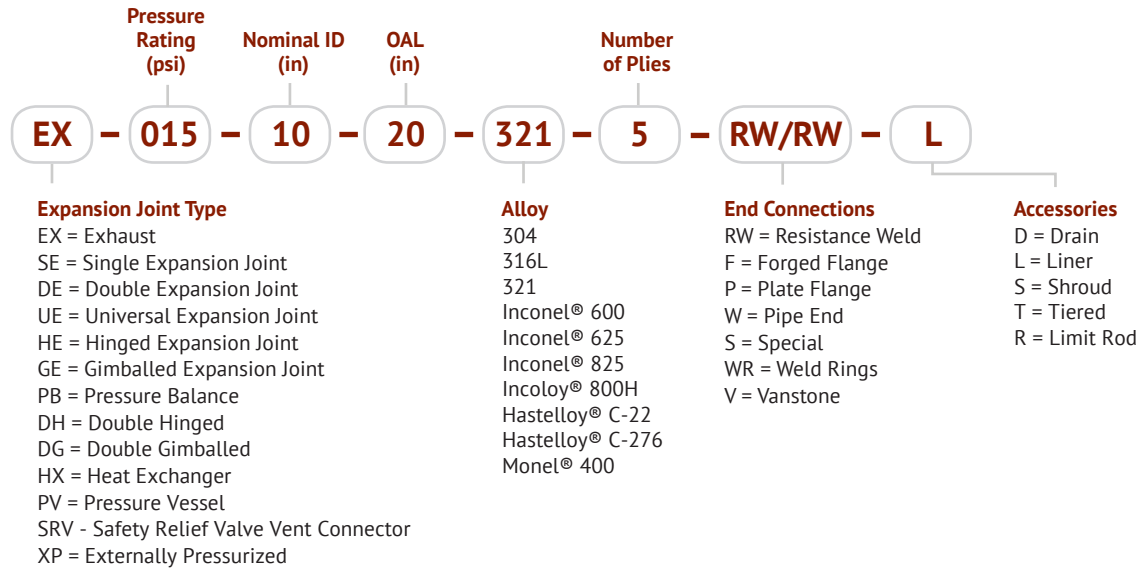 Pressure
Rating
(psi)
Nominal ID
(in)
OAL
(in)
Number
of Plies
EX – 015 – 10 – 20 – 321 – 5 – RW/RW – L
Expansion Joint Type
EX = Exhaust
SE = Single Expansion Joint
DE = Double Expansion Joint
UE = Universal Expansion Joint
HE = Hinged Expansion Joint
GE = Gimballed Expansion Joint
PB = Pressure Balance
DH = Double Hinged
DG = Double Gimballed
HX = Heat Exchanger
PV = Pressure Vessel
SRV - Safety Relief Valve Vent Connector
XP = Externally Pressurized
Alloy
304
316L
321
Inconel® 600
Inconel® 625
Inconel® 825
Incoloy® 800H
Hastelloy® C-22
Hastelloy® C-276
Monel® 400
End Connections
RW = Resistance Weld
F = Forged Flange
P = Plate Flange
W = Pipe End
S = Special
WR = Weld Rings
V = Vanstone
Accessories
D = Drain
L = Liner
S = Shroud
T = Tiered
R = Limit Rod